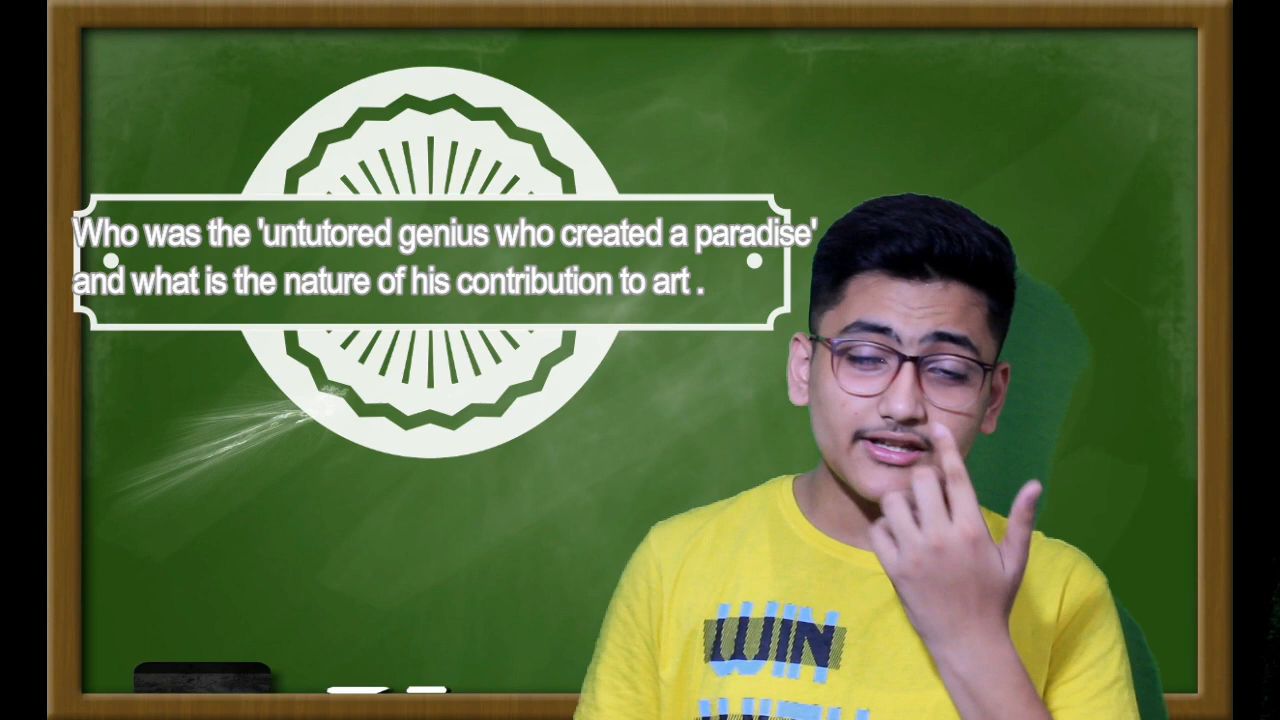 Who was the 'untutored genius who created a paradise'
and what is the nature of his contribution to art .
WIN